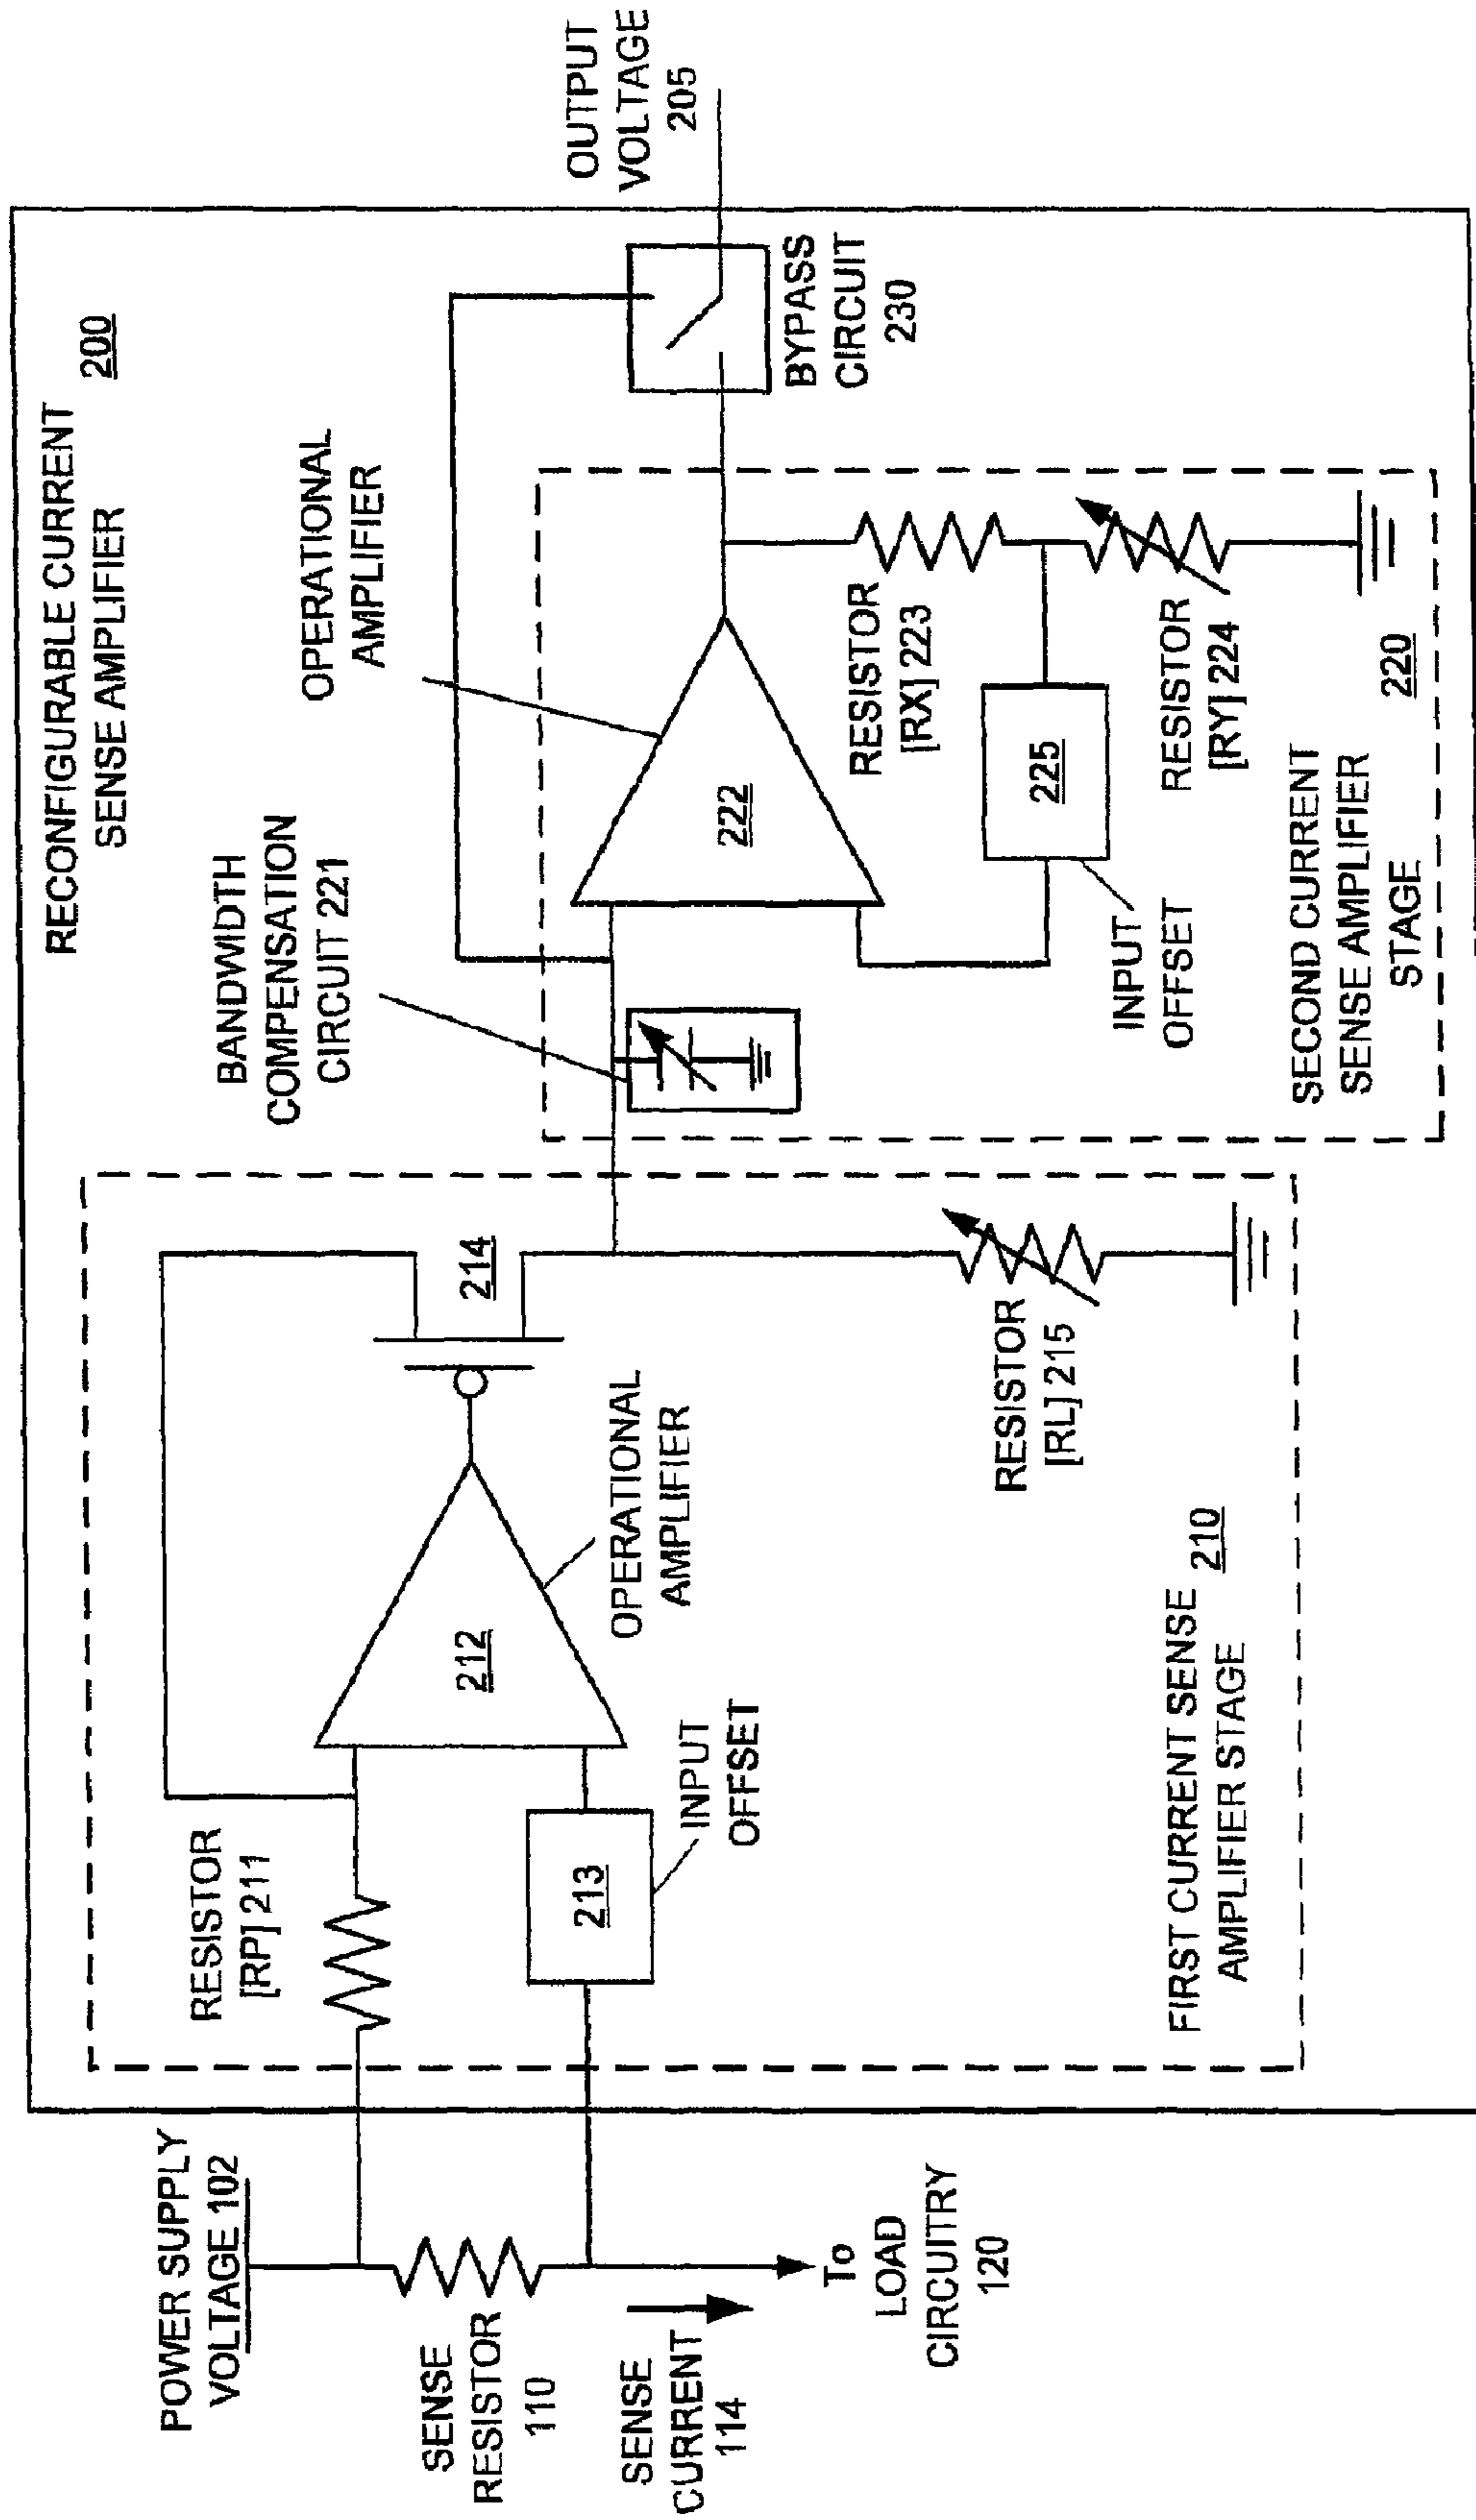 RECONFIGURABLE CURRENT
SENSE AMPLIFIER
200
POWER SUPPLY
VOLTAGE 102
SENSE
RESISTOR
110
SENSE
CURRENT
114
To
LOAD
CIRCUITRY
120
RESISTOR
[RP] 211
212
OPERATIONAL
AMPLIFIER
213
INPUT
OFFSET
214
RESISTOR
[RL] 215
FIRST CURRENT SENSE
AMPLIFIER STAGE
210
BANDWIDTH
COMPENSATION
CIRCUIT 221
OPERATIONAL
AMPLIFIER
222
RESISTOR
[RX] 223
225
INPUT
OFFSET
RESISTOR
[RY] 224
SECOND CURRENT
SENSE AMPLIFIER
STAGE
220
BYPASS
CIRCUIT
230
OUTPUT
VOLTAGE
205